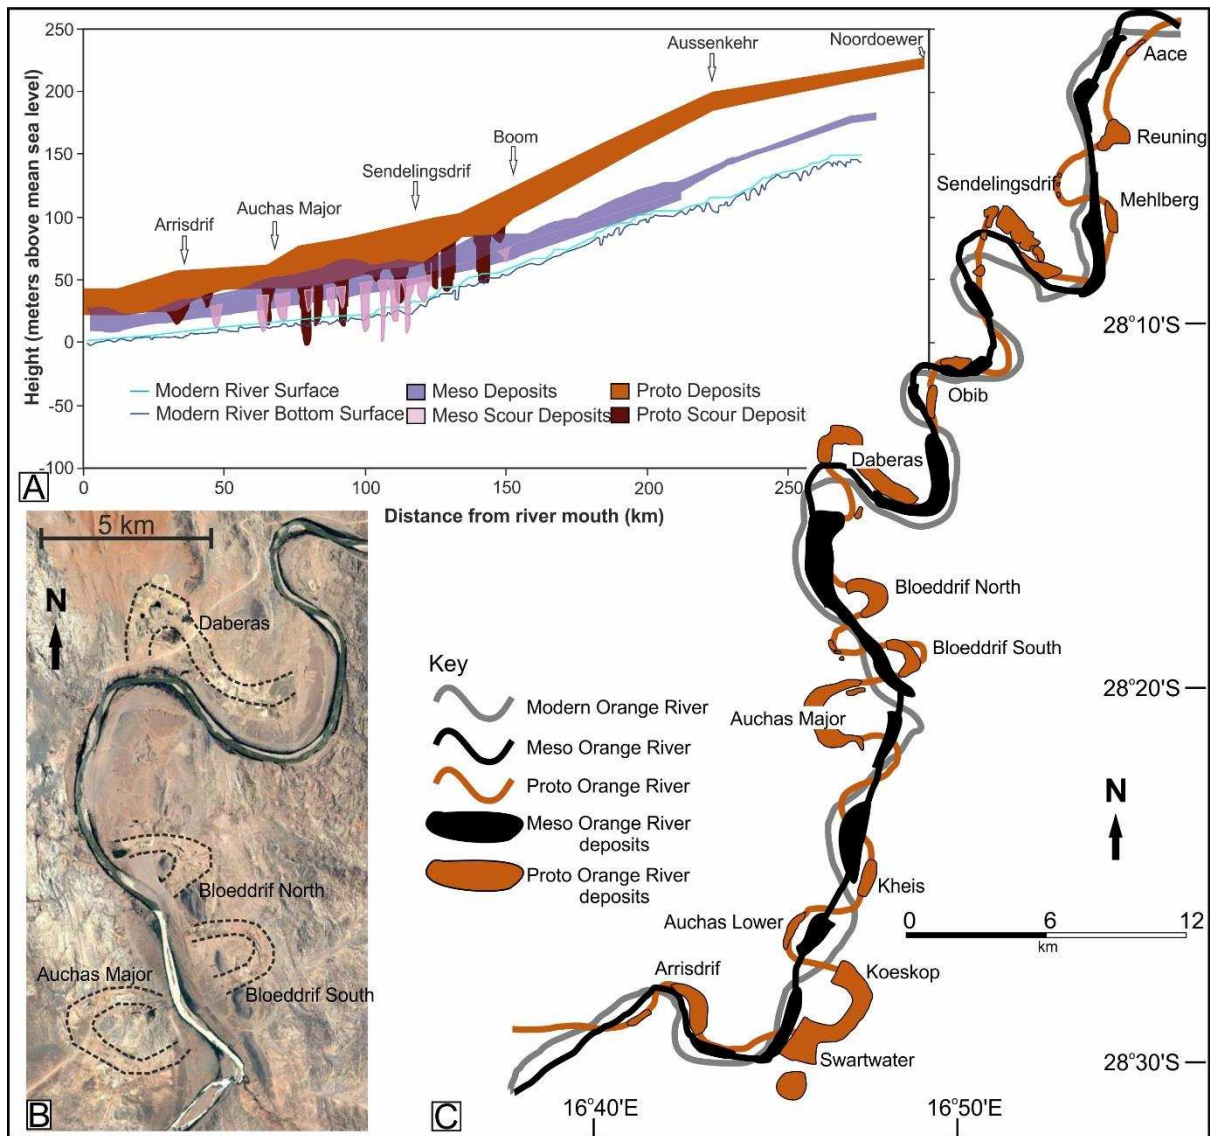 250
200
150
100
50
0
-50
-100
Height (meters above mean sea level)
Noordoewer
Aussenkehr
Boom
Sendelingsdrif
Auchas Major
Arrisdrif
Modern River Surface
Modern River Bottom Surface
Meso Deposits
Meso Scour Deposits
Proto Deposits
Proto Scour Deposit
0
50
100
150
200
250
Distance from river mouth (km)
A
5 km
N
Daberas
Bloeddrif North
Auchas Major
Bloeddrif South
B
Aace
Reuning
Sendelingsdrif
Mehlberg
28°10'S
Obib
Daberas
Bloeddrif North
Bloeddrif South
28°20'S
Auchas Major
Kheis
Auchas Lower
Koeskop
Arrisdrif
Swartwater
28°30'S
16°40'E
16°50'E
Key
Modern Orange River
Meso Orange River
Proto Orange River
Meso Orange River
deposits
Proto Orange River
deposits
N
0
6
12
km
C